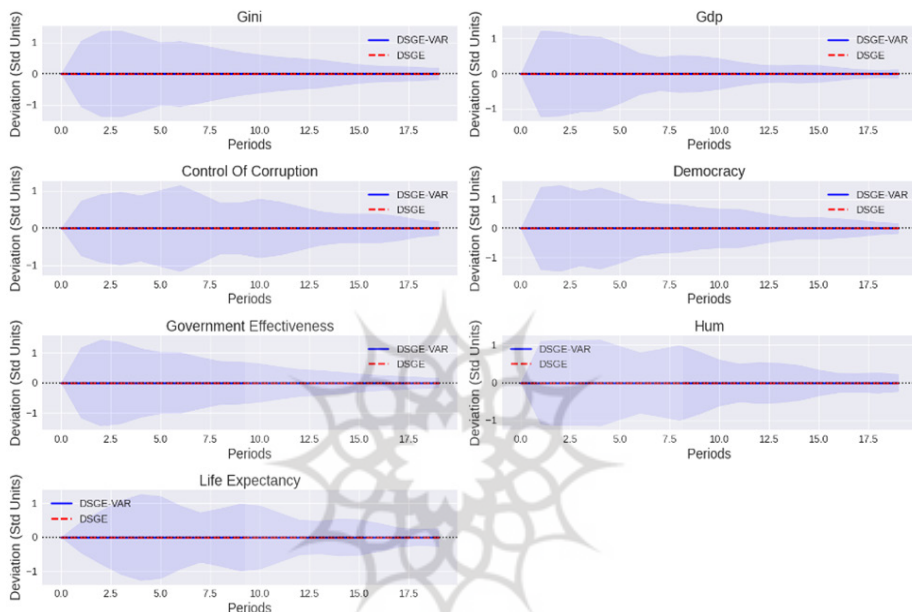 Gini
Deviation (Std Units)
1
0
−1
DSGE-VAR
DSGE
0.0 2.5 5.0 7.5 10.0 12.5 15.0 17.5
Periods
Gdp
Deviation (Std Units)
1
0
−1
DSGE-VAR
DSGE
0.0 2.5 5.0 7.5 10.0 12.5 15.0 17.5
Periods
Control Of Corruption
Deviation (Std Units)
1
0
−1
DSGE-VAR
DSGE
0.0 2.5 5.0 7.5 10.0 12.5 15.0 17.5
Periods
Democracy
Deviation (Std Units)
1
0
−1
DSGE-VAR
DSGE
0.0 2.5 5.0 7.5 10.0 12.5 15.0 17.5
Periods
Government Effectiveness
Deviation (Std Units)
1
0
−1
DSGE-VAR
DSGE
0.0 2.5 5.0 7.5 10.0 12.5 15.0 17.5
Periods
Hum
Deviation (Std Units)
1
0
−1
DSGE-VAR
DSGE
0.0 2.5 5.0 7.5 10.0 12.5 15.0 17.5
Periods
Life Expectancy
Deviation (Std Units)
1
0
−1
DSGE-VAR
DSGE
0.0 2.5 5.0 7.5 10.0 12.5 15.0 17.5
Periods